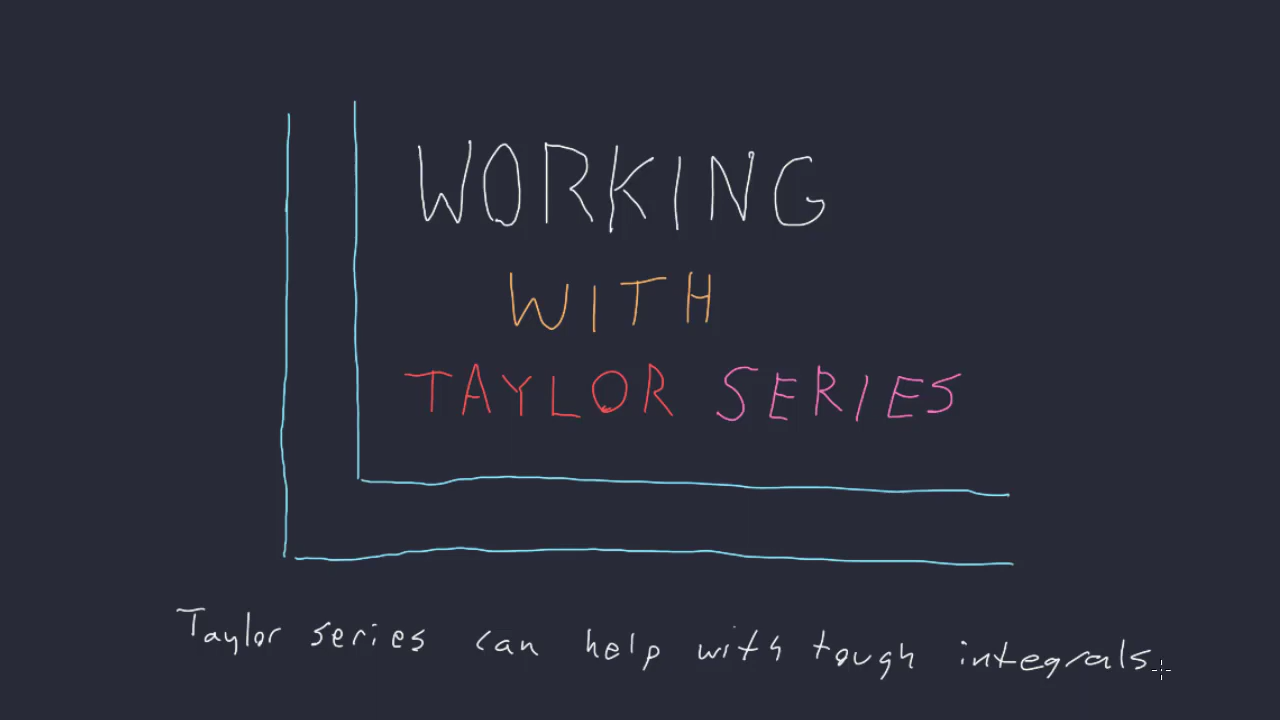 WORKING
WITH
TAYLOR SERIES
Taylor series can help with tough integrals.